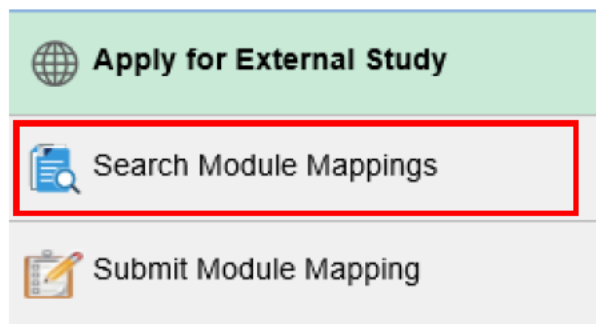 Apply for External Study
Search Module Mappings
Submit Module Mapping